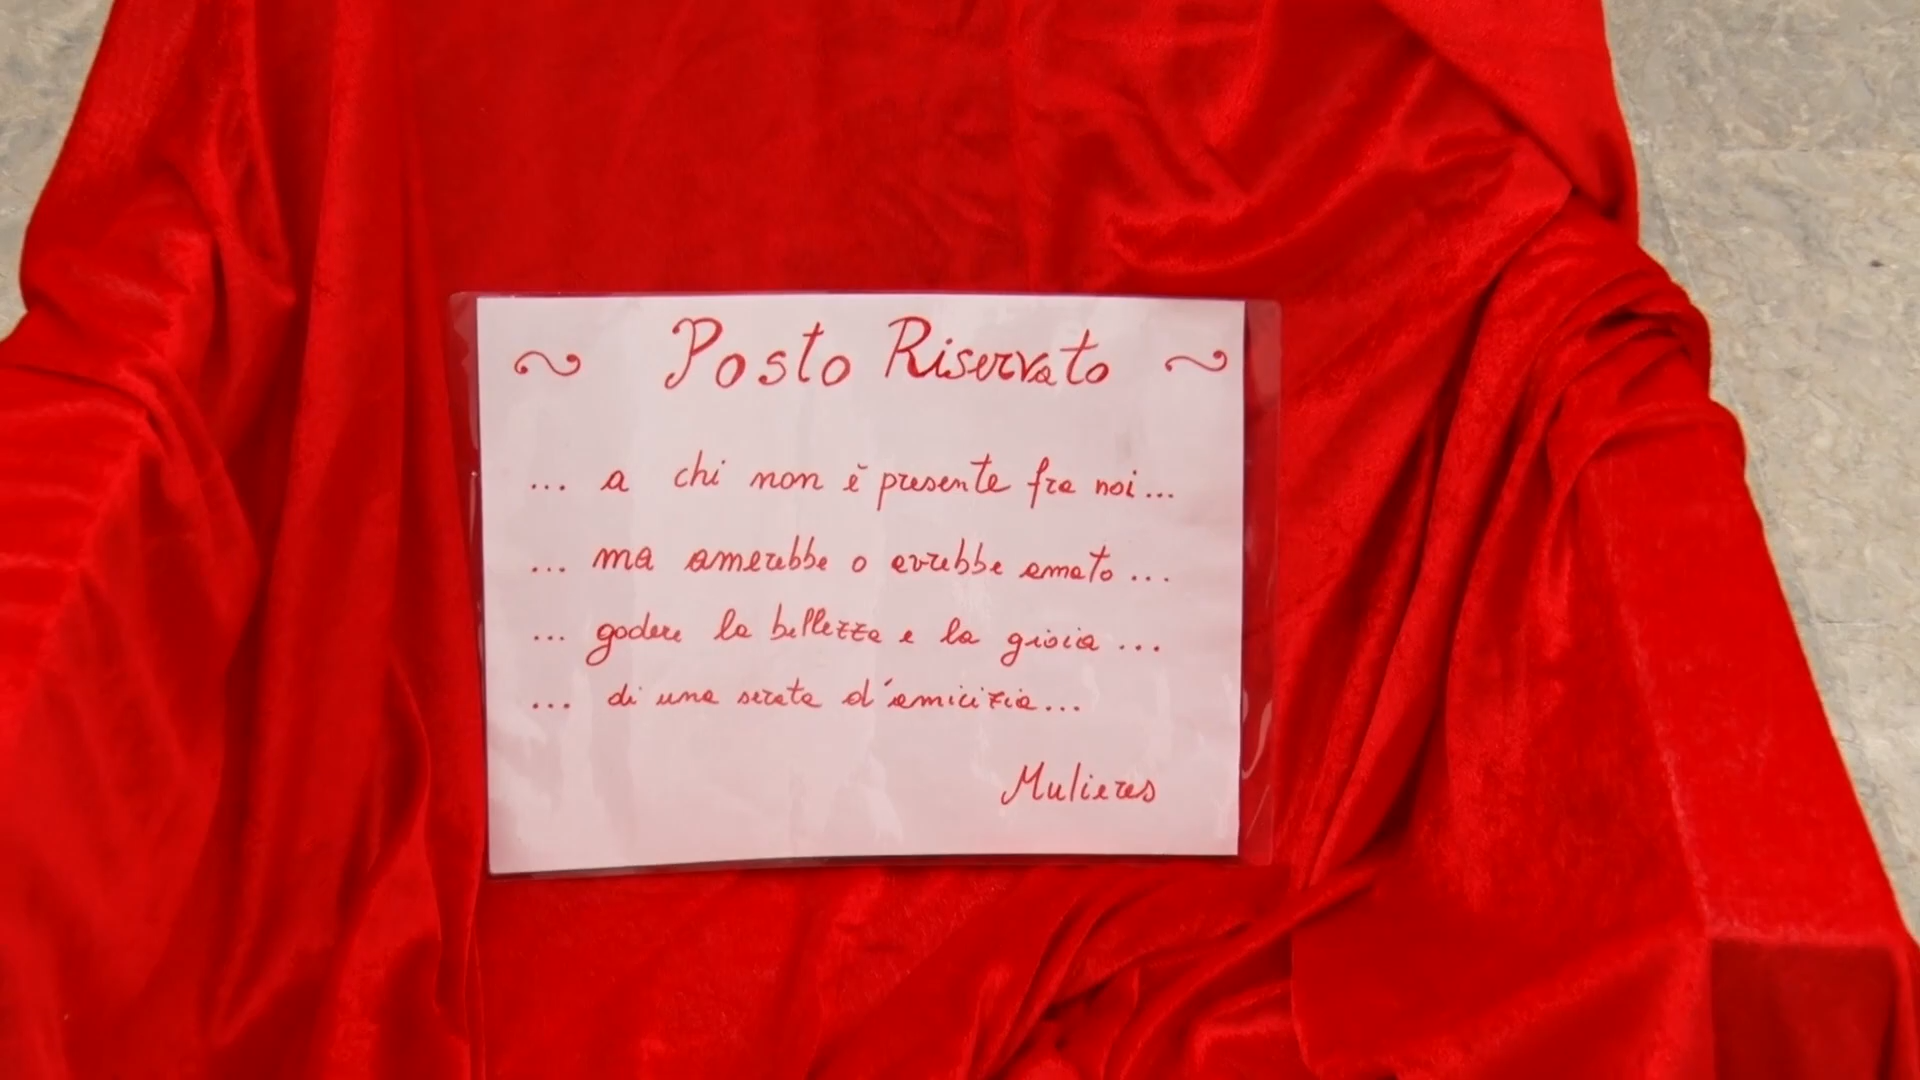 ~ Posto Riservato ~
... a chi non è presente fra noi...
... ma amerebbe o avrebbe amato ...
... godere la bellezza e la gioia ...
... di una serata d'amicizia...
Mulieres